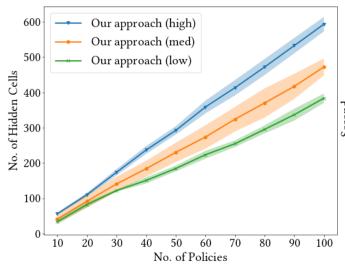 600
500
400
300
200
100
0
No. of Hidden Cells
Our approach (high)
Our approach (med)
Our approach (low)
10 20 30 40 50 60 70 80 90 100
No. of Policies